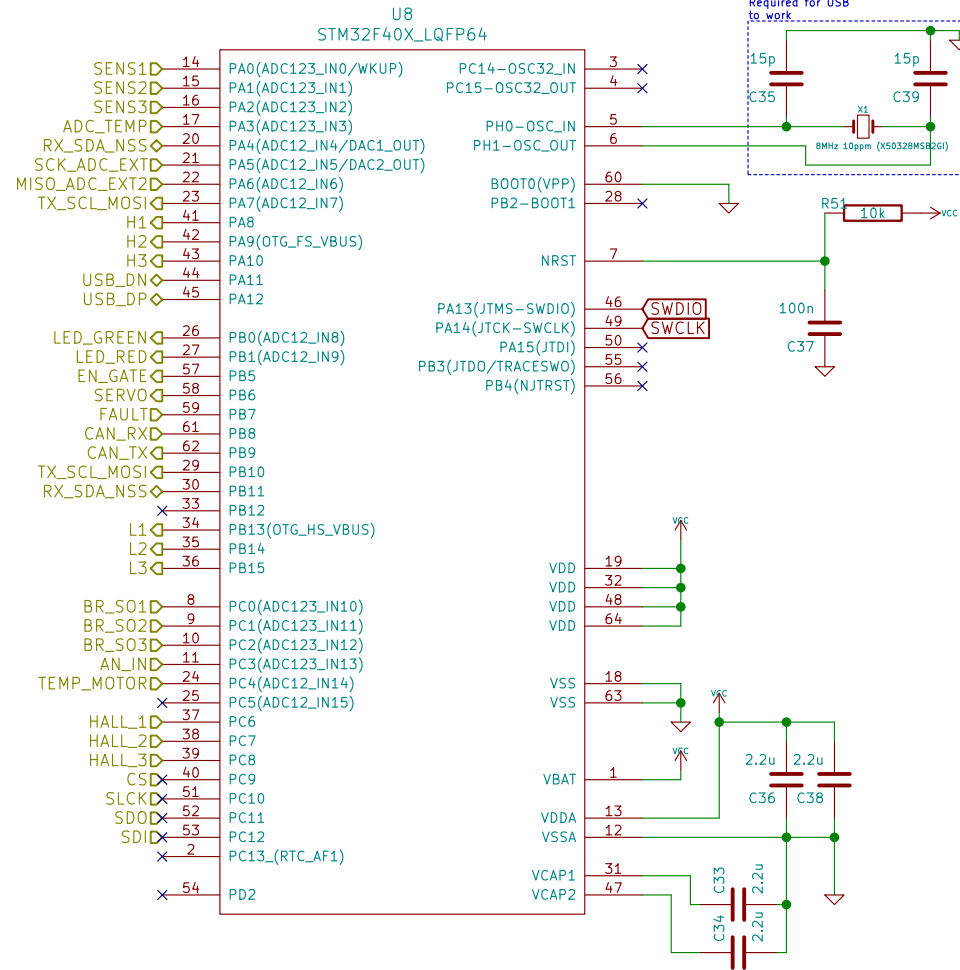 Required for USB
to work
U8
STM32F40X_LQFP64
SENS1 14 PA0(ADC123_IN0/WKUP)
SENS2 15 PA1(ADC123_IN1)
SENS3 16 PA2(ADC123_IN2)
ADC_TEMP 17 PA3(ADC123_IN3)
RX_SDA_NSS 20 PA4(ADC12_IN4/DAC1_OUT)
SCK_ADC_EXT 21 PA5(ADC12_IN5/DAC2_OUT)
MISO_ADC_EXT2 22 PA6(ADC12_IN6)
TX_SCL_MOSI 23 PA7(ADC12_IN7)
H1 41 PA8
H2 42 PA9(OTG_FS_VBUS)
H3 43 PA10
USB_DN 44 PA11
USB_DP 45 PA12
LED_GREEN 26 PB0(ADC12_IN8)
LED_RED 27 PB1(ADC12_IN9)
EN_GATE 57 PB5
SERVO 58 PB6
FAULT 59 PB7
CAN_RX 61 PB8
CAN_TX 62 PB9
TX_SCL_MOSI 29 PB10
RX_SDA_NSS 30 PB11
33 PB12
L1 34 PB13(OTG_HS_VBUS)
L2 35 PB14
L3 36 PB15
BR_SO1 8 PC0(ADC123_IN10)
BR_SO2 9 PC1(ADC123_IN11)
BR_SO3 10 PC2(ADC123_IN12)
AN_IN 11 PC3(ADC123_IN13)
TEMP_MOTOR 24 PC4(ADC12_IN14)
25 PC5(ADC12_IN15)
HALL_1 37 PC6
HALL_2 38 PC7
HALL_3 39 PC8
CS 40 PC9
SLCK 51 PC10
SDO 52 PC11
SDI 53 PC12
2 PC13_(RTC_AF1)
54 PD2
PC14-OSC32_IN 3
PC15-OSC32_OUT 4
PH0-OSC_IN 5
PH1-OSC_OUT 6
BOOT0(VPP) 60
PB2-BOOT1 28
NRST 7
PA13(JTMS-SWDIO) 46 SWDIO
PA14(JTCK-SWCLK) 49 SWCLK
PA15(JTDI) 50
PB3(JTDO/TRACESWO) 55
PB4(NJTRST) 56
VDD 19
VDD 32
VDD 48
VDD 64
VSS 18
VSS 63
VBAT 1
VDDA 13
VSSA 12
VCAP1 31
VCAP2 47
15p
C35
15p
C39
X1
8MHz 10ppm (X50328MSB2GI)
R51
10k
VCC
100n
C37
VCC
VCC
VCC
2.2u
C36
2.2u
C38
C33
2.2u
C34
2.2u